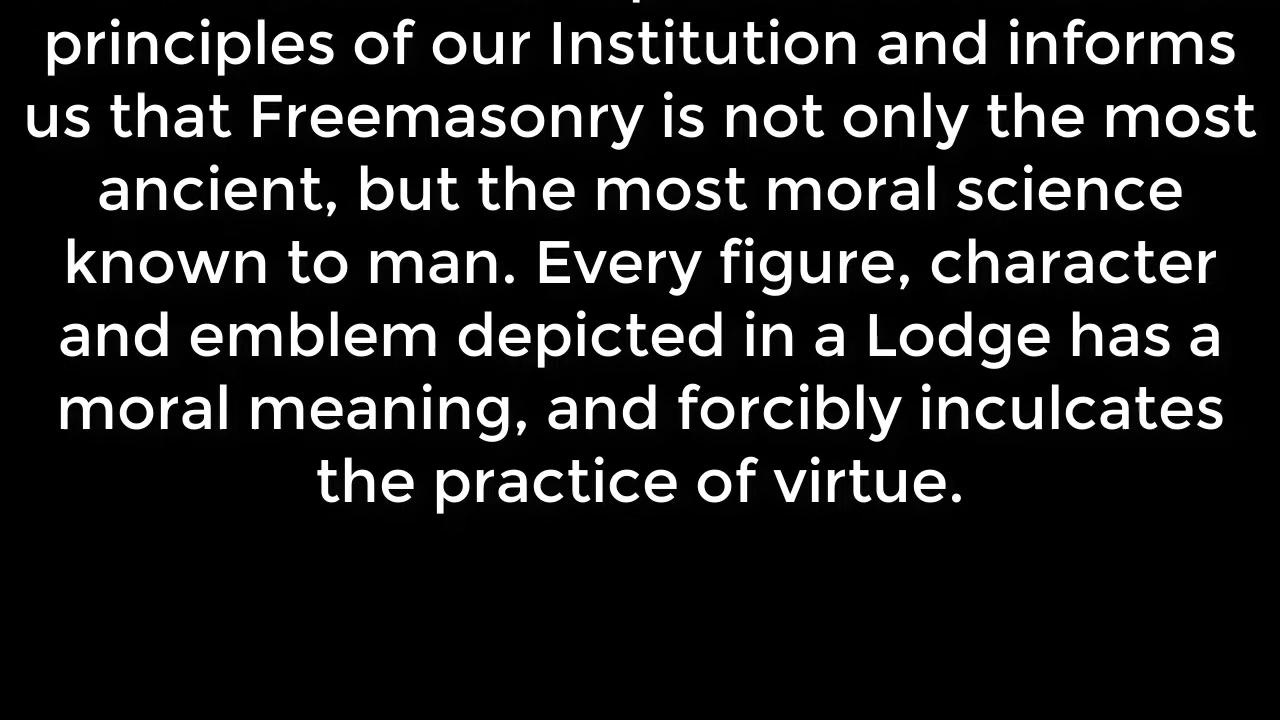 principles of our Institution and informs
us that Freemasonry is not only the most
ancient, but the most moral science
known to man. Every figure, character
and emblem depicted in a Lodge has a
moral meaning, and forcibly inculcates
the practice of virtue.